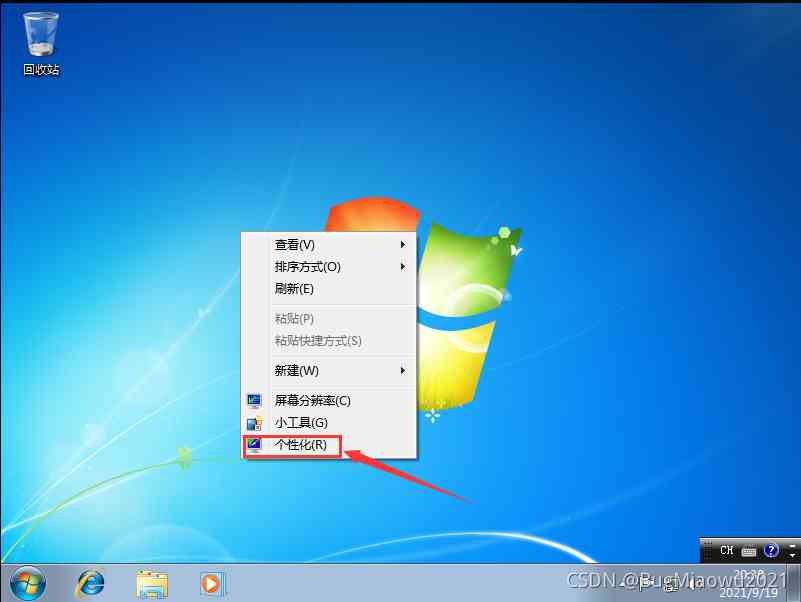 回收站
查看(V)
排序方式(O)
刷新(E)
粘贴(P)
粘贴快捷方式(S)
新建(W)
屏幕分辨率(C)
小工具(G)
个性化(R)
CH
CSDN @BugMiaowu2021
2021/9/19